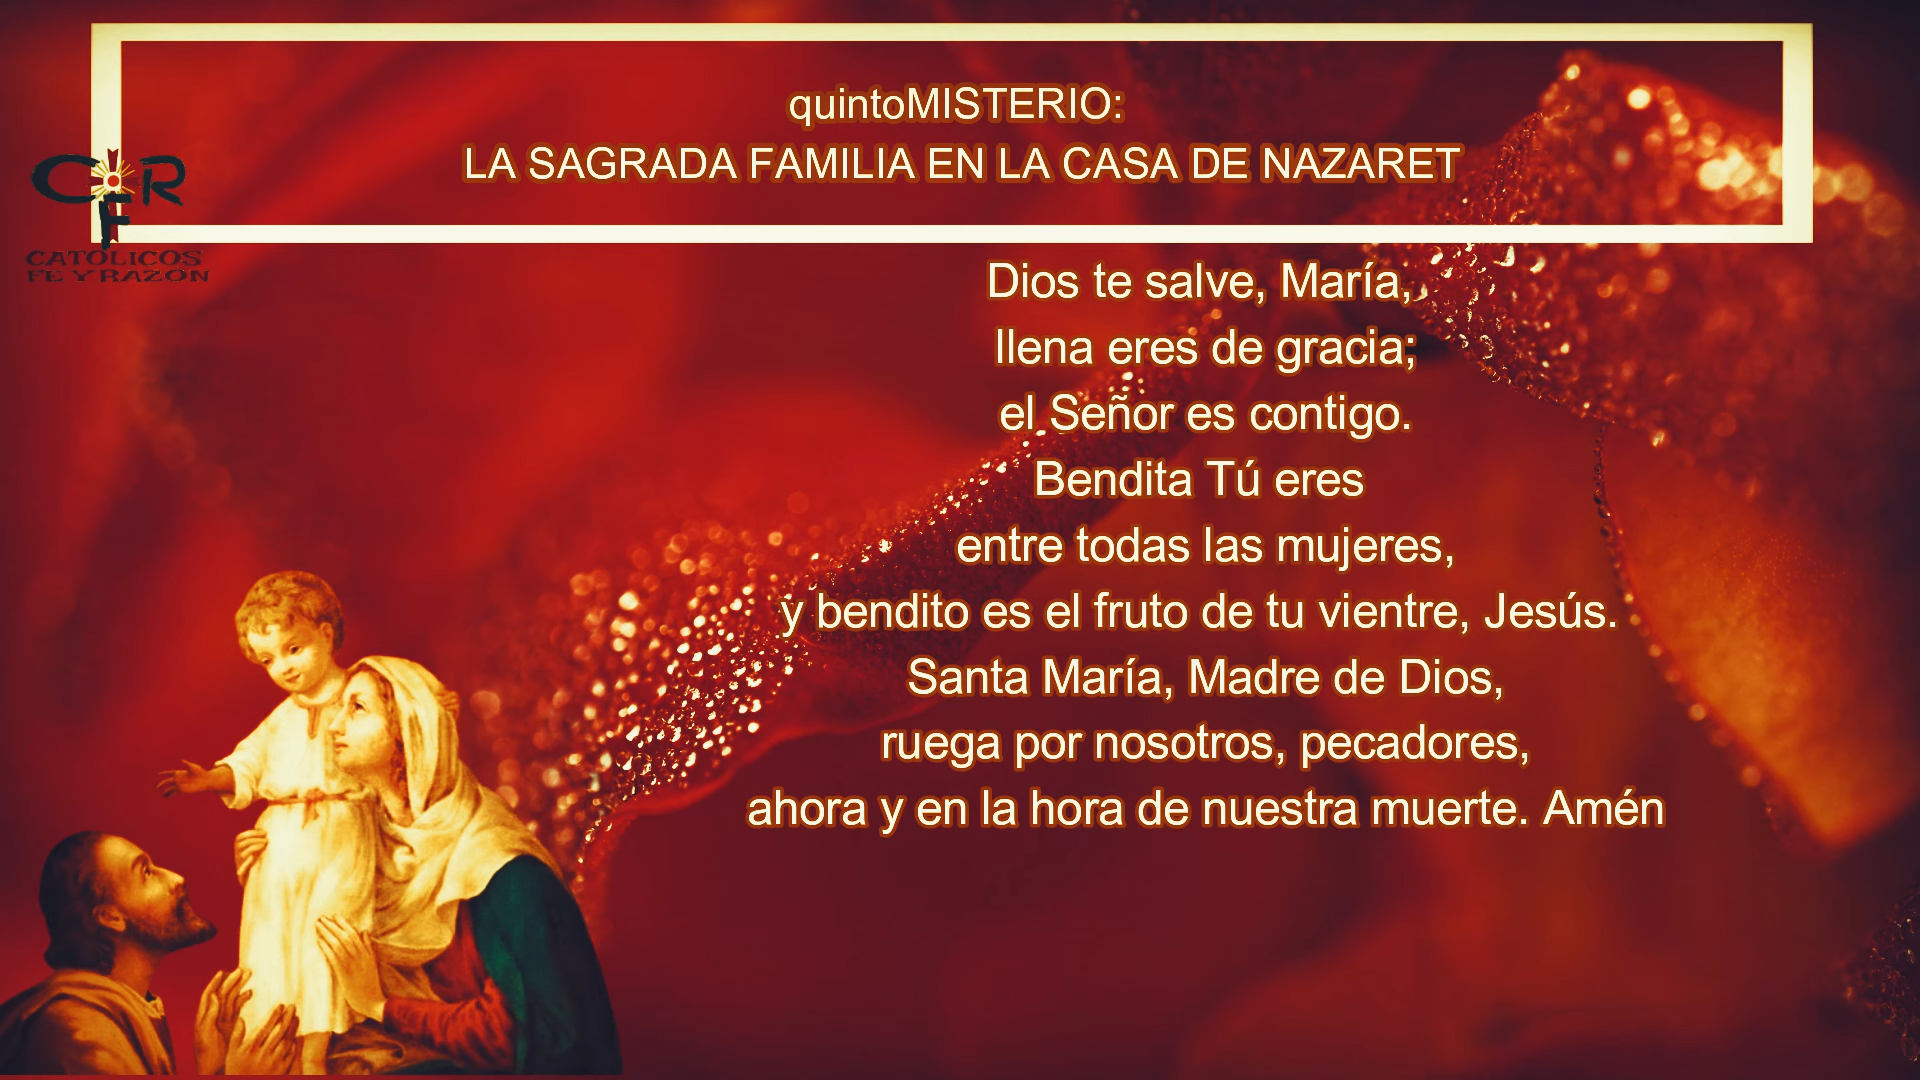 quintoMISTERIO:
LA SAGRADA FAMILIA EN LA CASA DE NAZARET
C R
F
CATÓLICOS
FE Y RAZÓN
Dios te salve, María,
llena eres de gracia;
el Señor es contigo.
Bendita Tú eres
entre todas las mujeres,
y bendito es el fruto de tu vientre, Jesús.
Santa María, Madre de Dios,
ruega por nosotros, pecadores,
ahora y en la hora de nuestra muerte. Amén